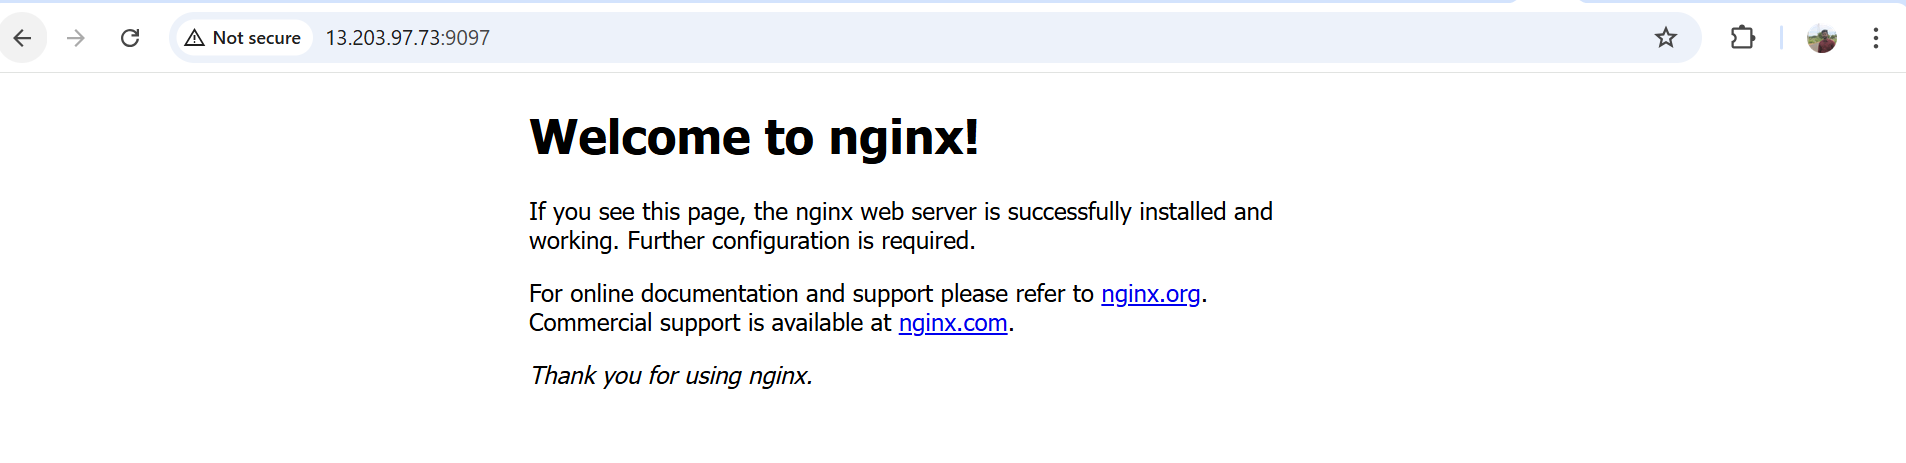 Not secure
13.203.97.73:9097
Welcome to nginx!
If you see this page, the nginx web server is successfully installed and
working. Further configuration is required.
For online documentation and support please refer to nginx.org.
Commercial support is available at nginx.com.
Thank you for using nginx.